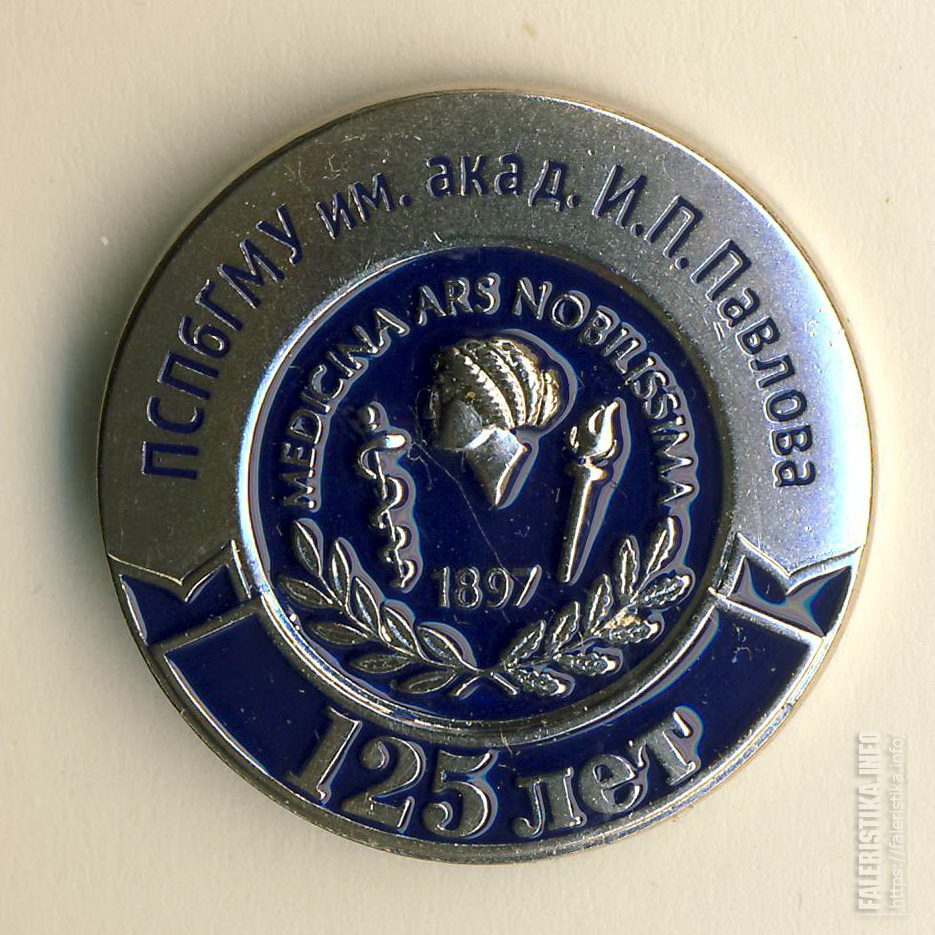 ПСПбГМУ им. акад. И.П. Павлова
MEDICINA ARS NOBILISSIMA
1897
125 лет
FALERISTIKA.INFO
https://faleristika.info/